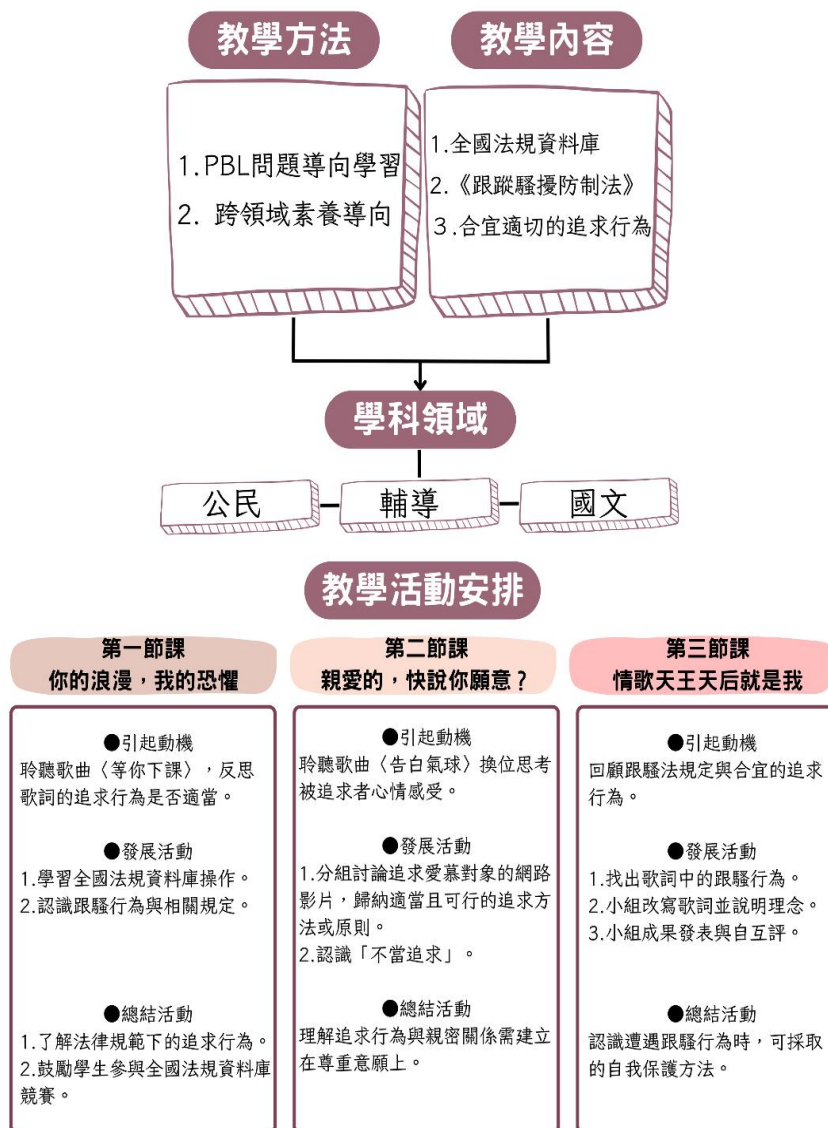 教學方法
教學內容
1.PBL問題導向學習
2. 跨領域素養導向
1.全國法規資料庫
2.《跟蹤騷擾防制法》
3.合宜適切的追求行為
學科領域
公民
輔導
國文
教學活動安排
第一節課
你的浪漫，我的恐懼
●引起動機
聆聽歌曲〈等你下課〉，反思
歌詞的追求行為是否適當。
●發展活動
1.學習全國法規資料庫操作。
2.認識跟騷行為與相關規定。
●總結活動
1.了解法律規範下的追求行為。
2.鼓勵學生參與全國法規資料庫
競賽。
第二節課
親愛的，快說你願意？
●引起動機
聆聽歌曲〈告白氣球〉換位思考
被追求者心情感受。
●發展活動
1.分組討論追求愛慕對象的網路
影片，歸納適當且可行的追求方
法或原則。
2.認識「不當追求」。
●總結活動
理解追求行為與親密關係需建立
在尊重意願上。
第三節課
情歌天王天后就是我
●引起動機
回顧跟騷法規定與合宜的追求
行為。
●發展活動
1.找出歌詞中的跟騷行為。
2.小組改寫歌詞並說明理念。
3.小組成果發表與自互評。
●總結活動
認識遭遇跟騷行為時，可採取
的自我保護方法。